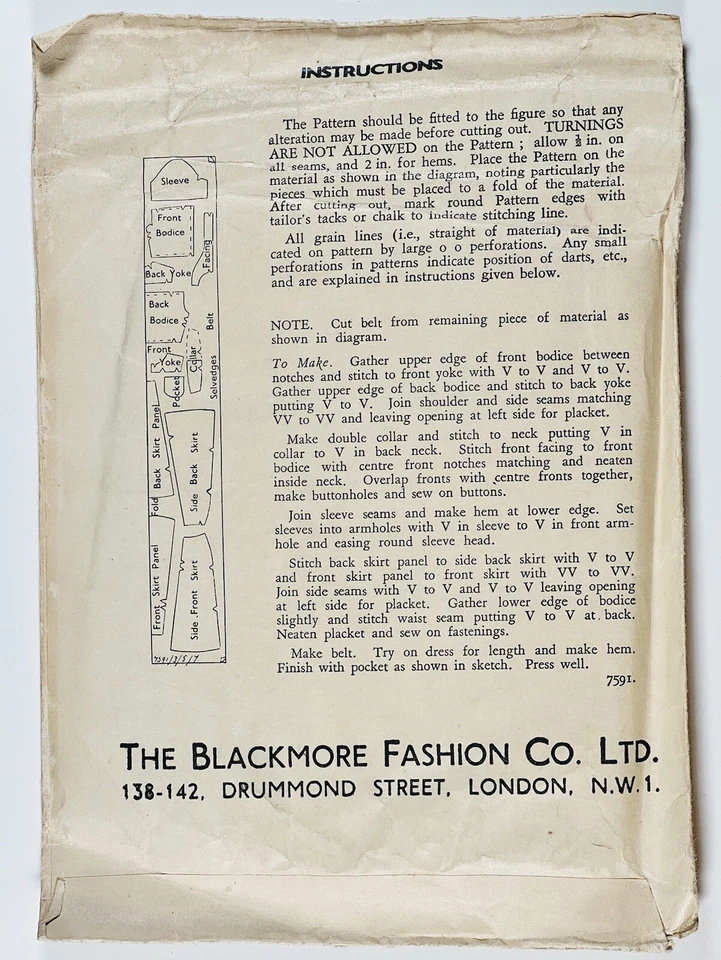 INSTRUCTIONS
The Pattern should be fitted to the figure so that any
alteration may be made before cutting out. TURNINGS
ARE NOT ALLOWED on the Pattern ; allow ½ in. on
all seams, and 2 in. for hems. Place the Pattern on the
material as shown in the diagram, noting particularly the
pieces which must be placed to a fold of the material.
After cutting out, mark round Pattern edges with
tailor's tacks or chalk to indicate stitching line.
All grain lines (i.e., straight of material) are indi-
cated on pattern by large o o perforations. Any small
perforations in patterns indicate position of darts, etc.,
and are explained in instructions given below.
NOTE. Cut belt from remaining piece of material as
shown in diagram.
To Make. Gather upper edge of front bodice between
notches and stitch to front yoke with V to V and V to V.
Gather upper edge of back bodice and stitch to back yoke
putting V to V. Join shoulder and side seams matching
VV to VV and leaving opening at left side for placket.
Make double collar and stitch to neck putting V in
collar to V in back neck. Stitch front facing to front
bodice with centre front notches matching and neaten
inside neck. Overlap fronts with centre fronts together,
make buttonholes and sew on buttons.
Join sleeve seams and make hem at lower edge. Set
sleeves into armholes with V in sleeve to V in front arm-
hole and easing round sleeve head.
Stitch back skirt panel to side back skirt with V to V
and front skirt panel to front skirt with VV to VV.
Join side seams with V to V and V to V leaving opening
at left side for placket. Gather lower edge of bodice
slightly and stitch waist seam putting V to V at back.
Neaten placket and sew on fastenings.
Make belt. Try on dress for length and make hem.
Finish with pocket as shown in sketch. Press well.
7591.
Sleeve
Front
Bodice
Facing
Back Yoke
Back
Bodice
Belt
Front
Yoke
Collar
Pocket
Selvedges
Back Skirt Panel
Side Back Skirt
Fold
Front Skirt Panel
Side Front Skirt
7591/3/5/7
THE BLACKMORE FASHION CO. LTD.
138-142, DRUMMOND STREET, LONDON, N.W.1.